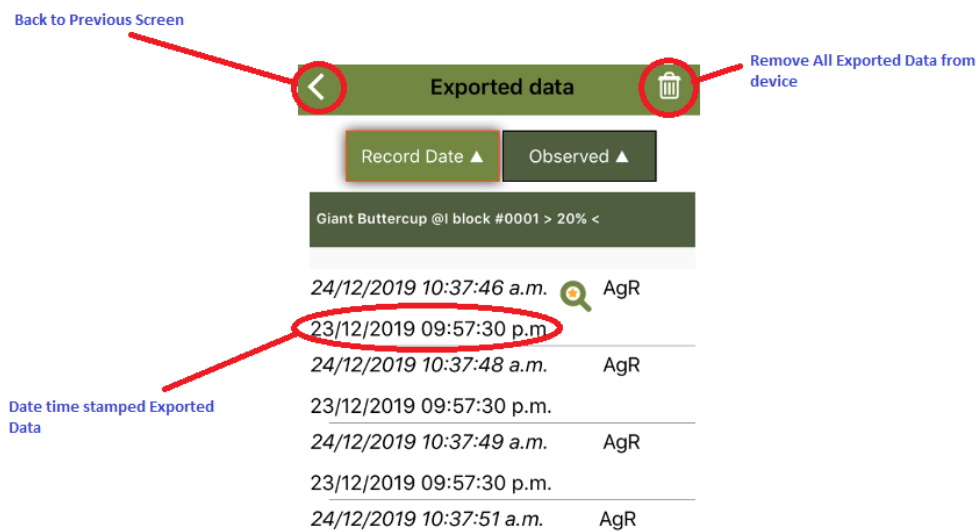 Back to Previous Screen
Remove All Exported Data from
device
Exported data
Record Date ▲
Observed ▲
Giant Buttercup @I block #0001 > 20% <
24/12/2019 10:37:46 a.m. AgR
23/12/2019 09:57:30 p.m
24/12/2019 10:37:48 a.m. AgR
Date time stamped Exported
Data
23/12/2019 09:57:30 p.m.
24/12/2019 10:37:49 a.m. AgR
23/12/2019 09:57:30 p.m.
24/12/2019 10:37:51 a.m. AgR